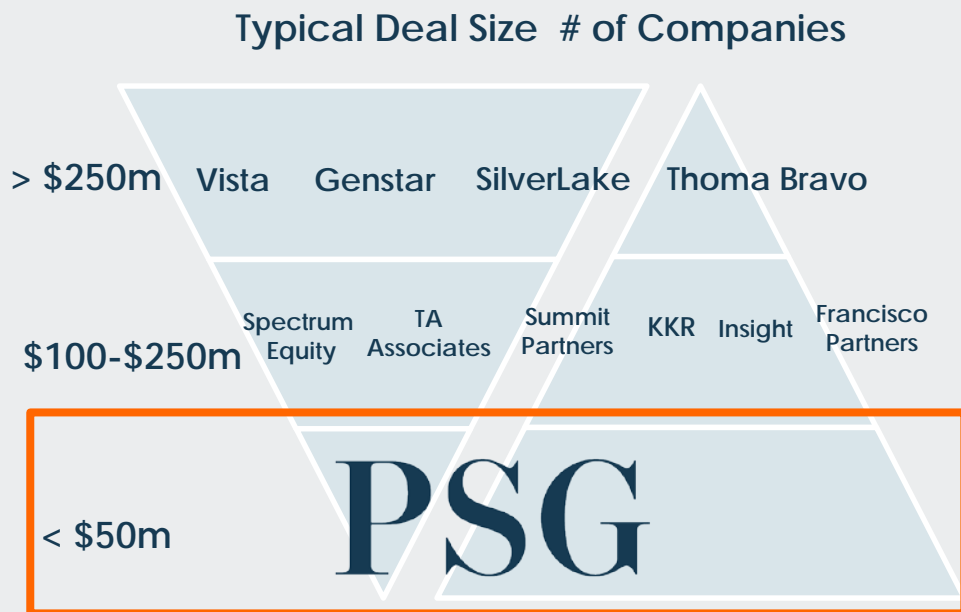 Typical Deal Size # of Companies
> $250m Vista Genstar SilverLake Thoma Bravo
$100-$250m
Spectrum
Equity
TA
Associates
Summit
Partners
KKR
Insight
Francisco
Partners
< $50m
PSG